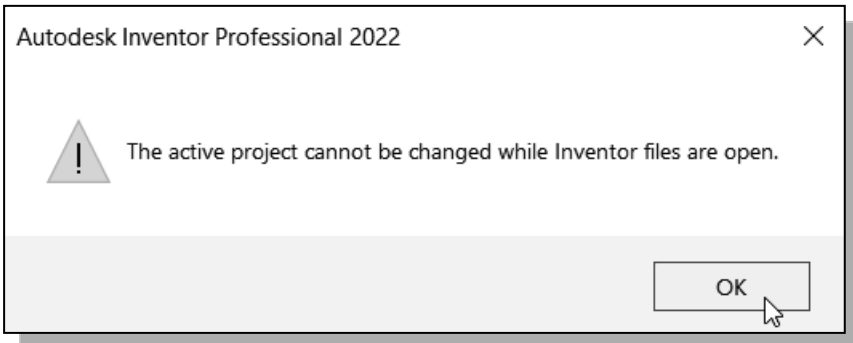 Autodesk Inventor Professional 2022
The active project cannot be changed while Inventor files are open.
OK